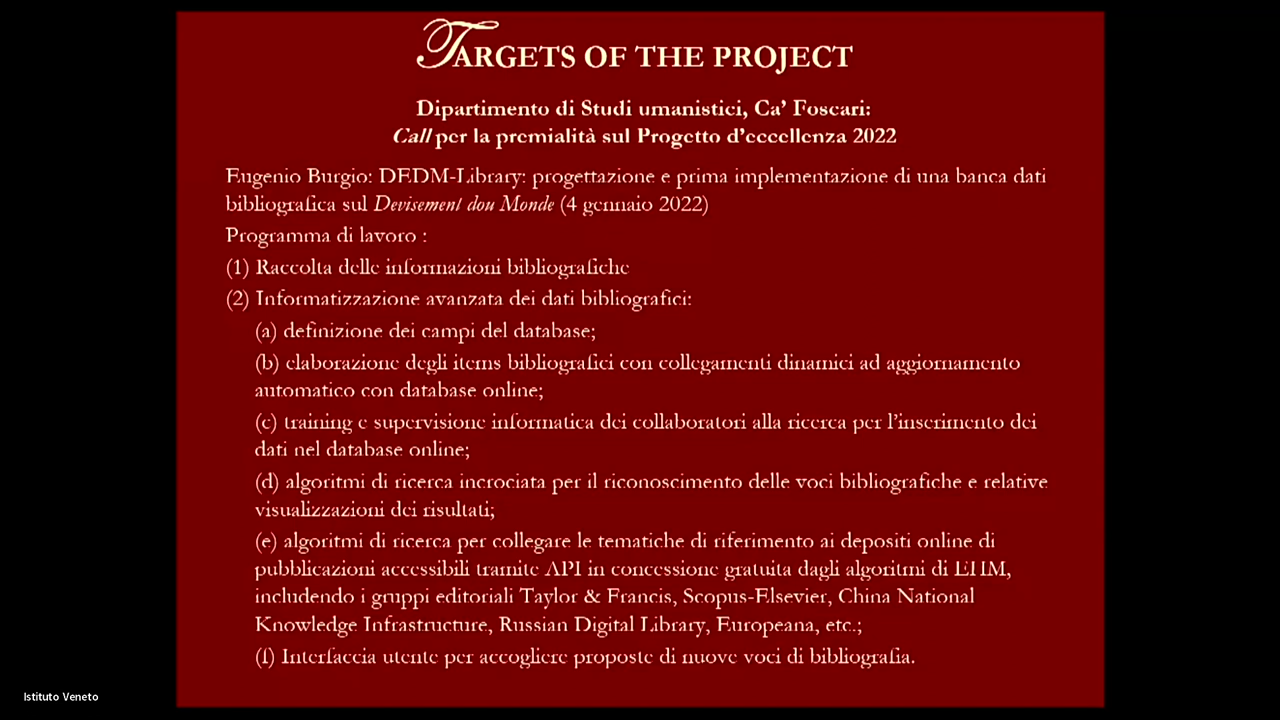 TARGETS OF THE PROJECT
Dipartimento di Studi umanistici, Ca’ Foscari:
Call per la premialità sul Progetto d’eccellenza 2022
Eugenio Burgio: DEDM-Library: progettazione e prima implementazione di una banca dati
bibliografica sul Devisement dou Monde (4 gennaio 2022)
Programma di lavoro :
(1) Raccolta delle informazioni bibliografiche
(2) Informatizzazione avanzata dei dati bibliografici:
(a) definizione dei campi del database;
(b) elaborazione degli items bibliografici con collegamenti dinamici ad aggiornamento
automatico con database online;
(c) training e supervisione informatica dei collaboratori alla ricerca per l’inserimento dei
dati nel database online;
(d) algoritmi di ricerca incrociata per il riconoscimento delle voci bibliografiche e relative
visualizzazioni dei risultati;
(e) algoritmi di ricerca per collegare le tematiche di riferimento ai depositi online di
pubblicazioni accessibili tramite API in concessione gratuita dagli algoritmi di EHM,
includendo i gruppi editoriali Taylor & Francis, Scopus-Elsevier, China National
Knowledge Infrastructure, Russian Digital Library, Europeana, etc.;
(f) Interfaccia utente per accogliere proposte di nuove voci di bibliografia.
Istituto Veneto